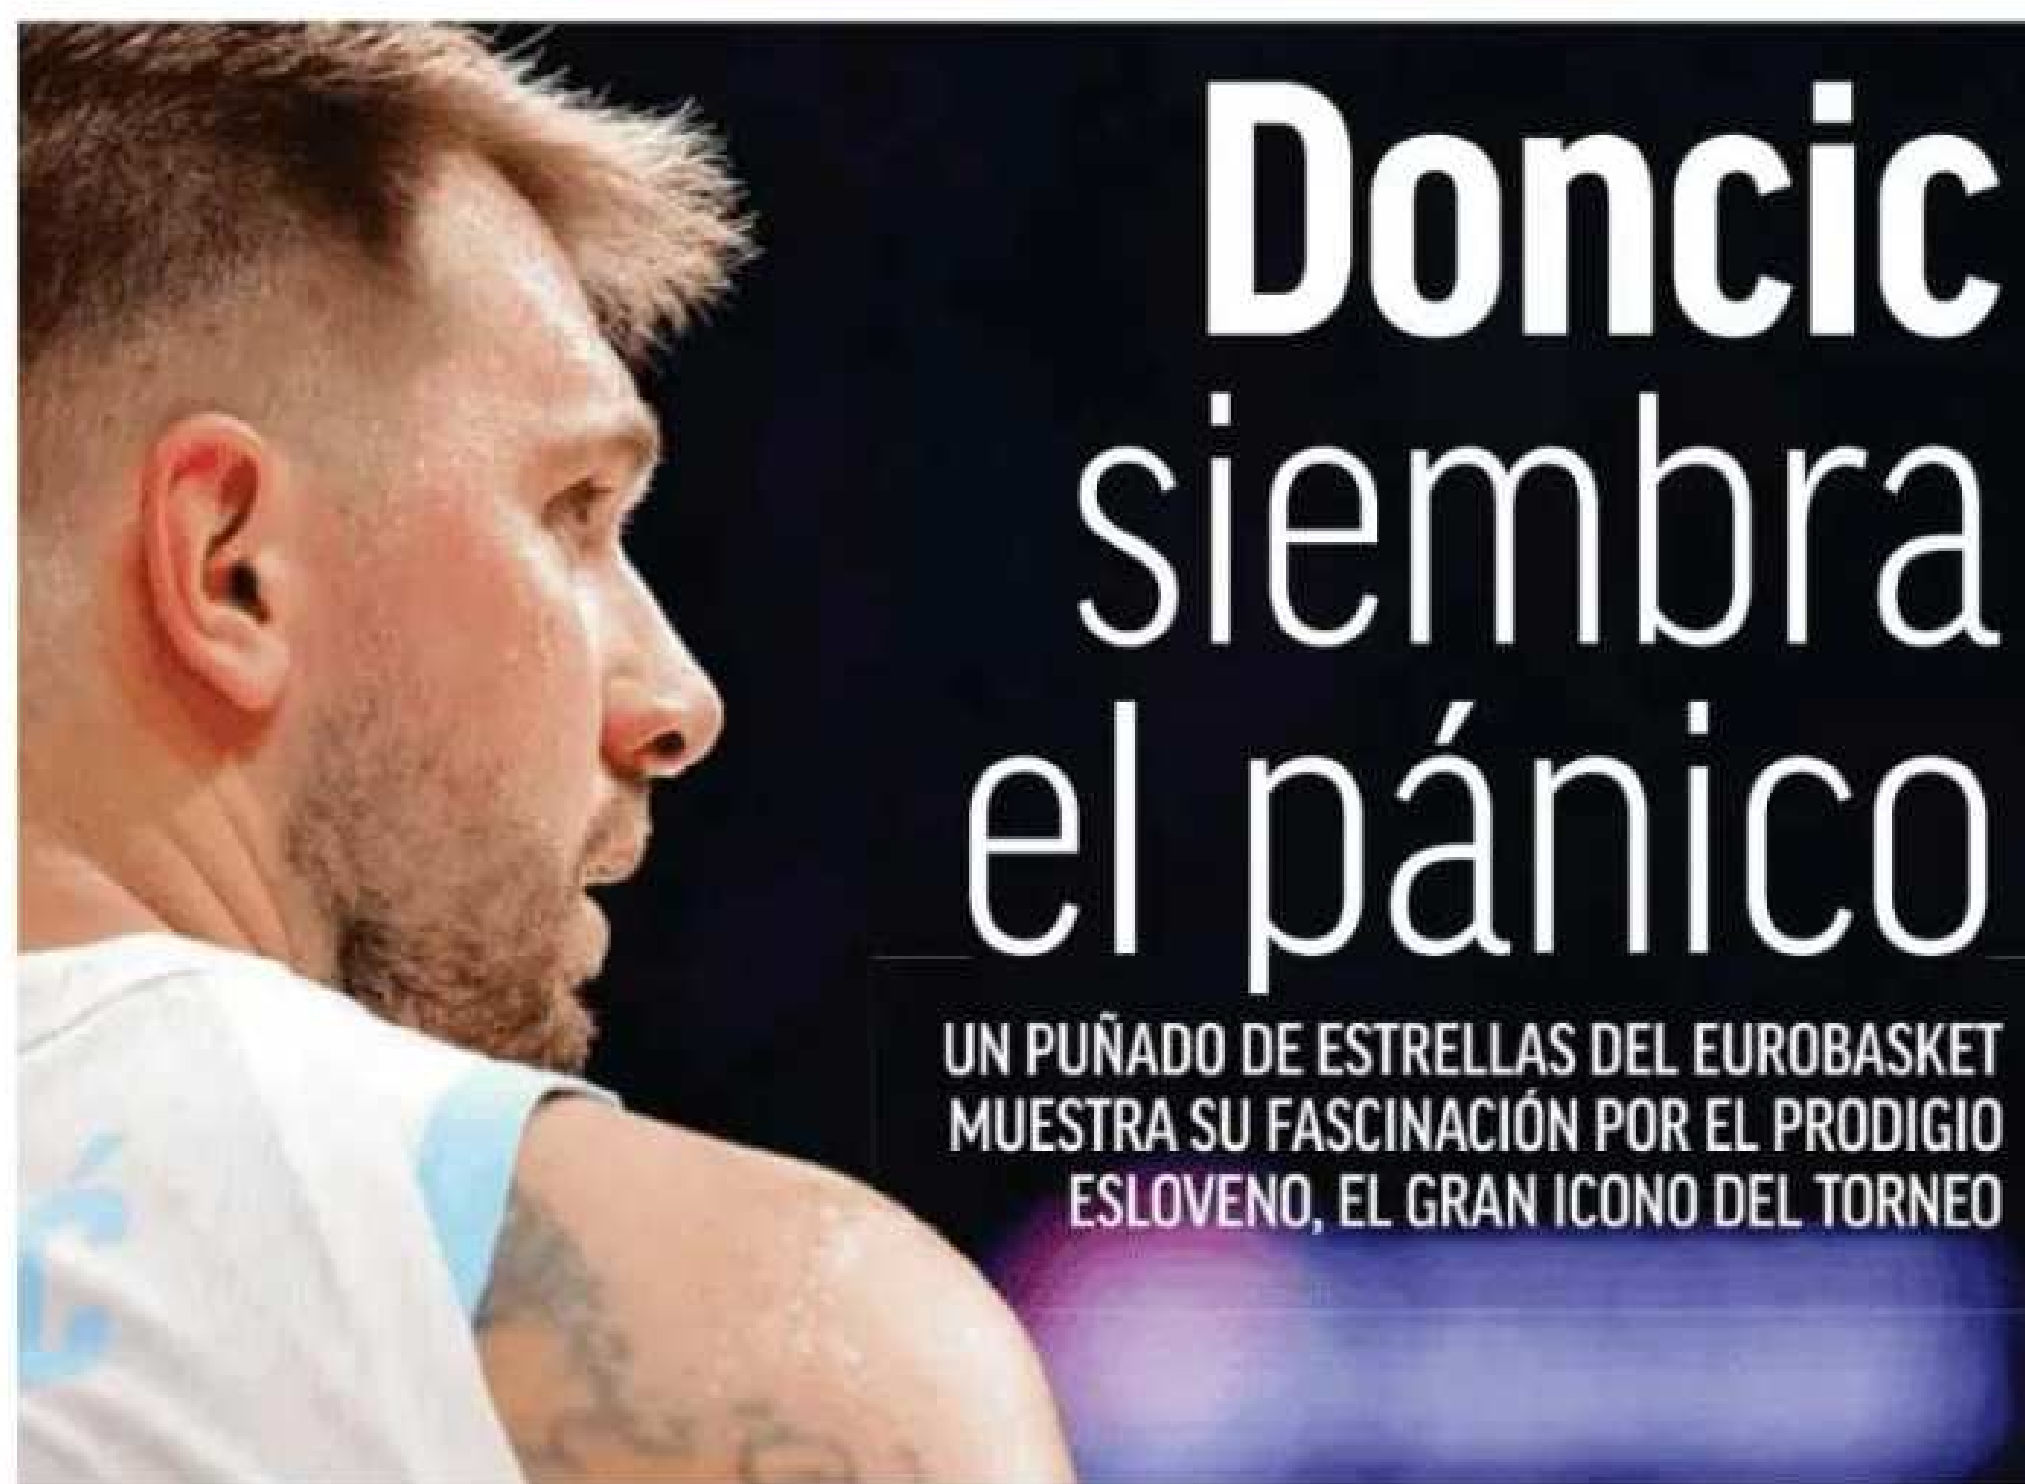 Doncic
siembra
el pánico
UN PUÑADO DE ESTRELLAS DEL EUROBASKET
MUESTRA SU FASCINACIÓN POR EL PRODIGIO
ESLOVENO, EL GRAN ICONO DEL TORNEO